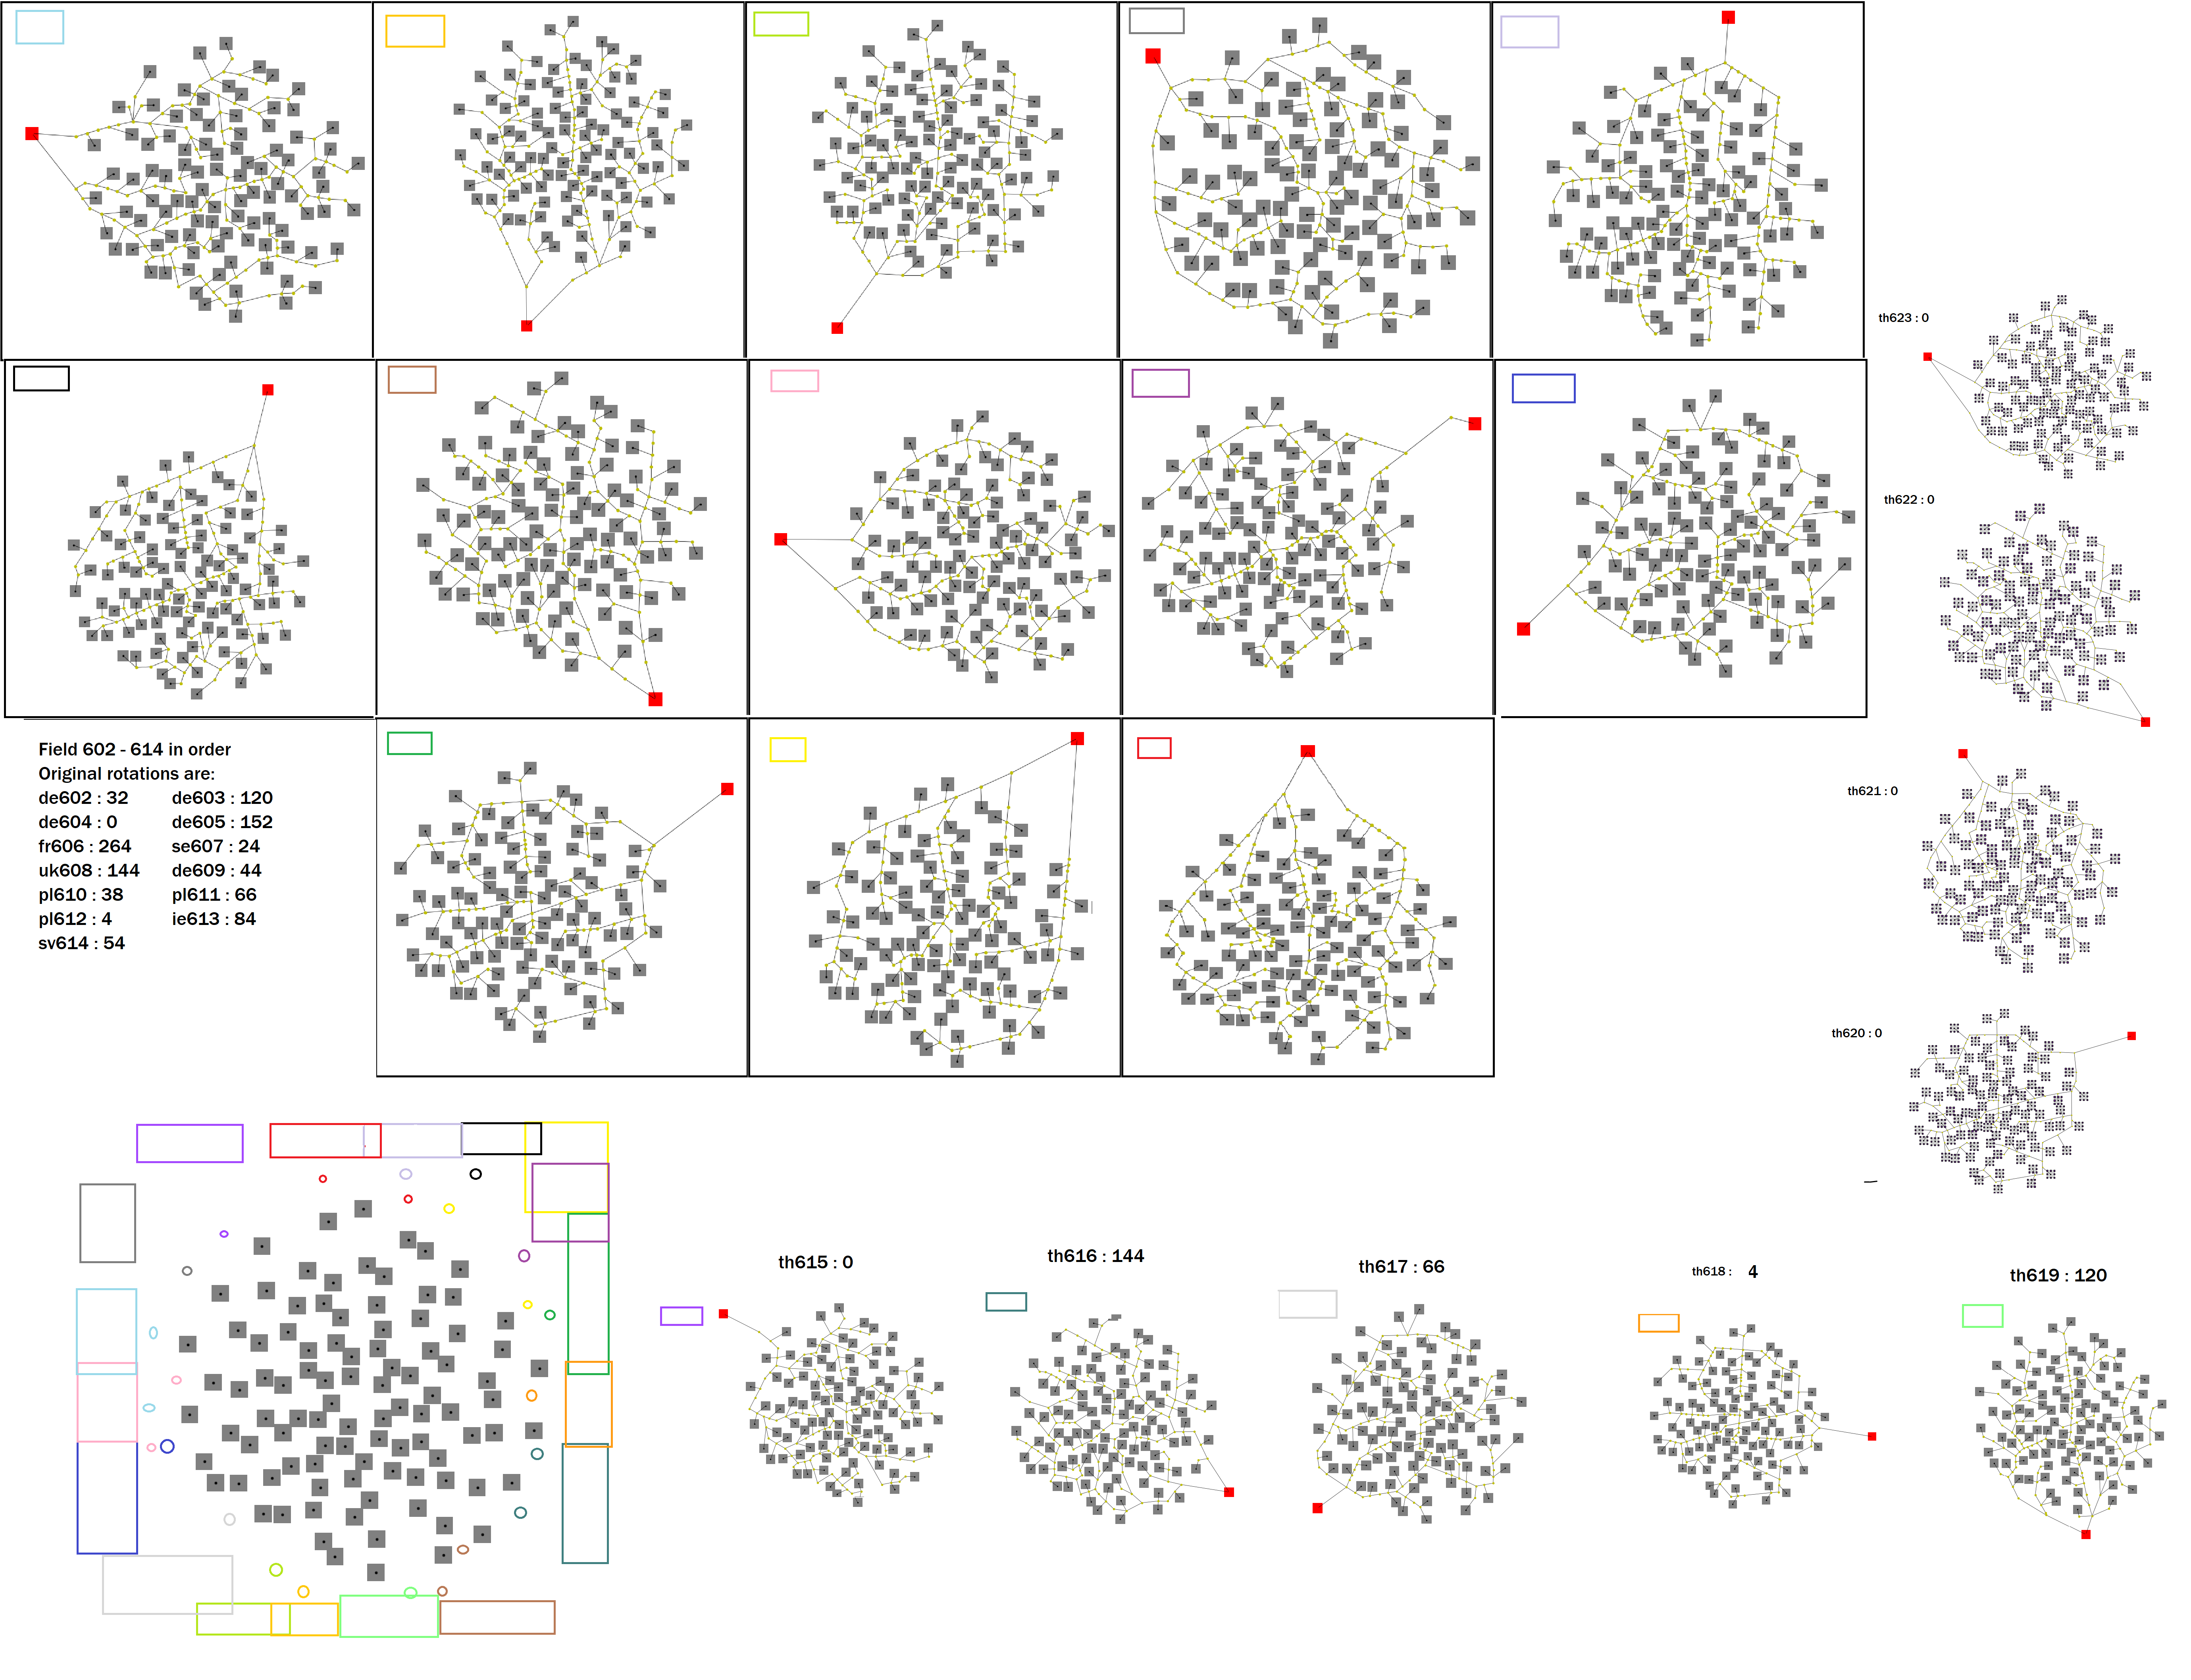 th623 : 0
th622 : 0
Field 602 - 614 in order
Original rotations are:
de602 : 32 de603 : 120
de604 : 0 de605 : 152
fr606 : 264 se607 : 24
uk608 : 144 de609 : 44
pl610 : 38 pl611 : 66
pl612 : 4 ie613 : 84
sv614 : 54
th621 : 0
th620 : 0
th615 : 0
th616 : 144
th617 : 66
th618 : 4
th619 : 120